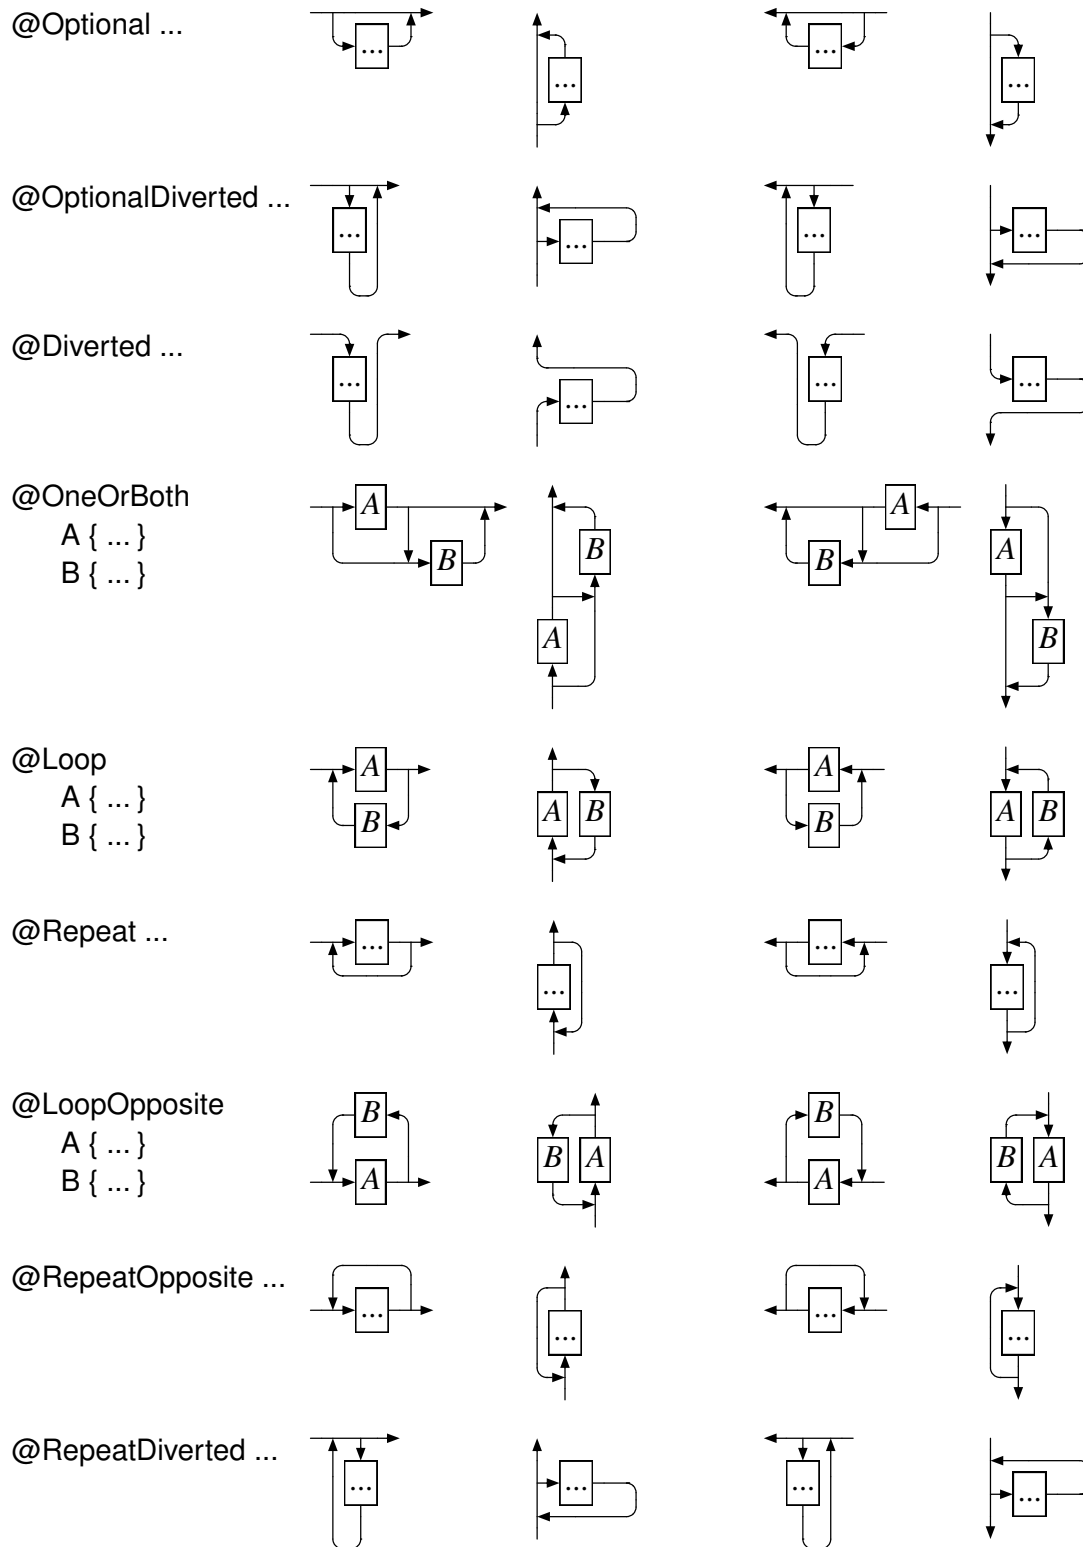 @Optional ...
... ... ... ...
@OptionalDiverted ...
... ... ... ...
@Diverted ...
... ... ... ...
@OneOrBoth
A { ... }
B { ... }
A A
B B B B
A A
B
@Loop
A { ... }
B { ... }
A A
B A B B A B
@Repeat ...
... ... ... ...
@LoopOpposite
A { ... }
B { ... }
B B
A B A A B A
@RepeatOpposite ...
... ... ... ...
@RepeatDiverted ...
... ... ... ...